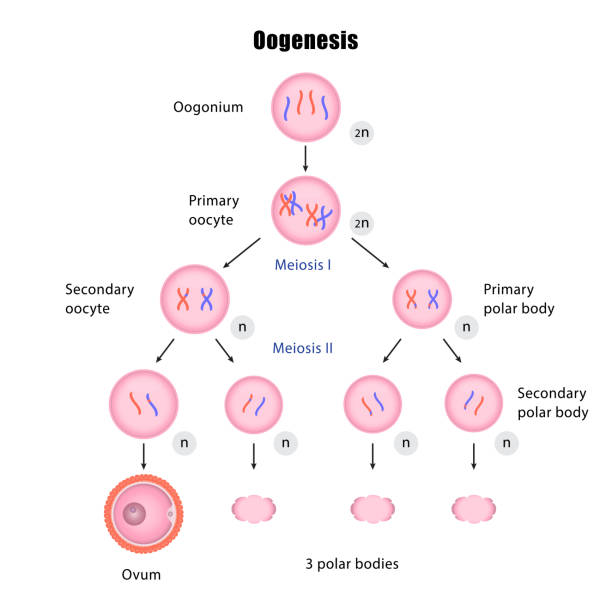 Oogenesis
Oogonium
2n
Primary
oocyte
2n
Meiosis I
Secondary
oocyte
n
Primary
polar body
n
Meiosis II
Secondary
polar body
n
n
n
n
Ovum
3 polar bodies